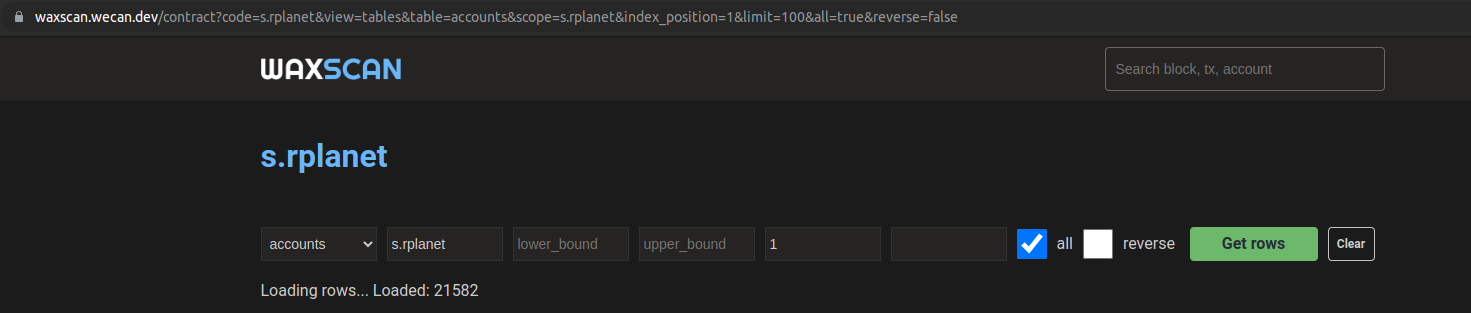 waxscan.wecan.dev/contract?code=s.rplanet&view=tables&table=accounts&scope=s.rplanet&index_position=1&limit=100&all=true&reverse=false
WAXSCAN
Search block, tx, account
s.rplanet
accounts s.rplanet lower_bound upper_bound 1 all reverse Get rows Clear
Loading rows... Loaded: 21582